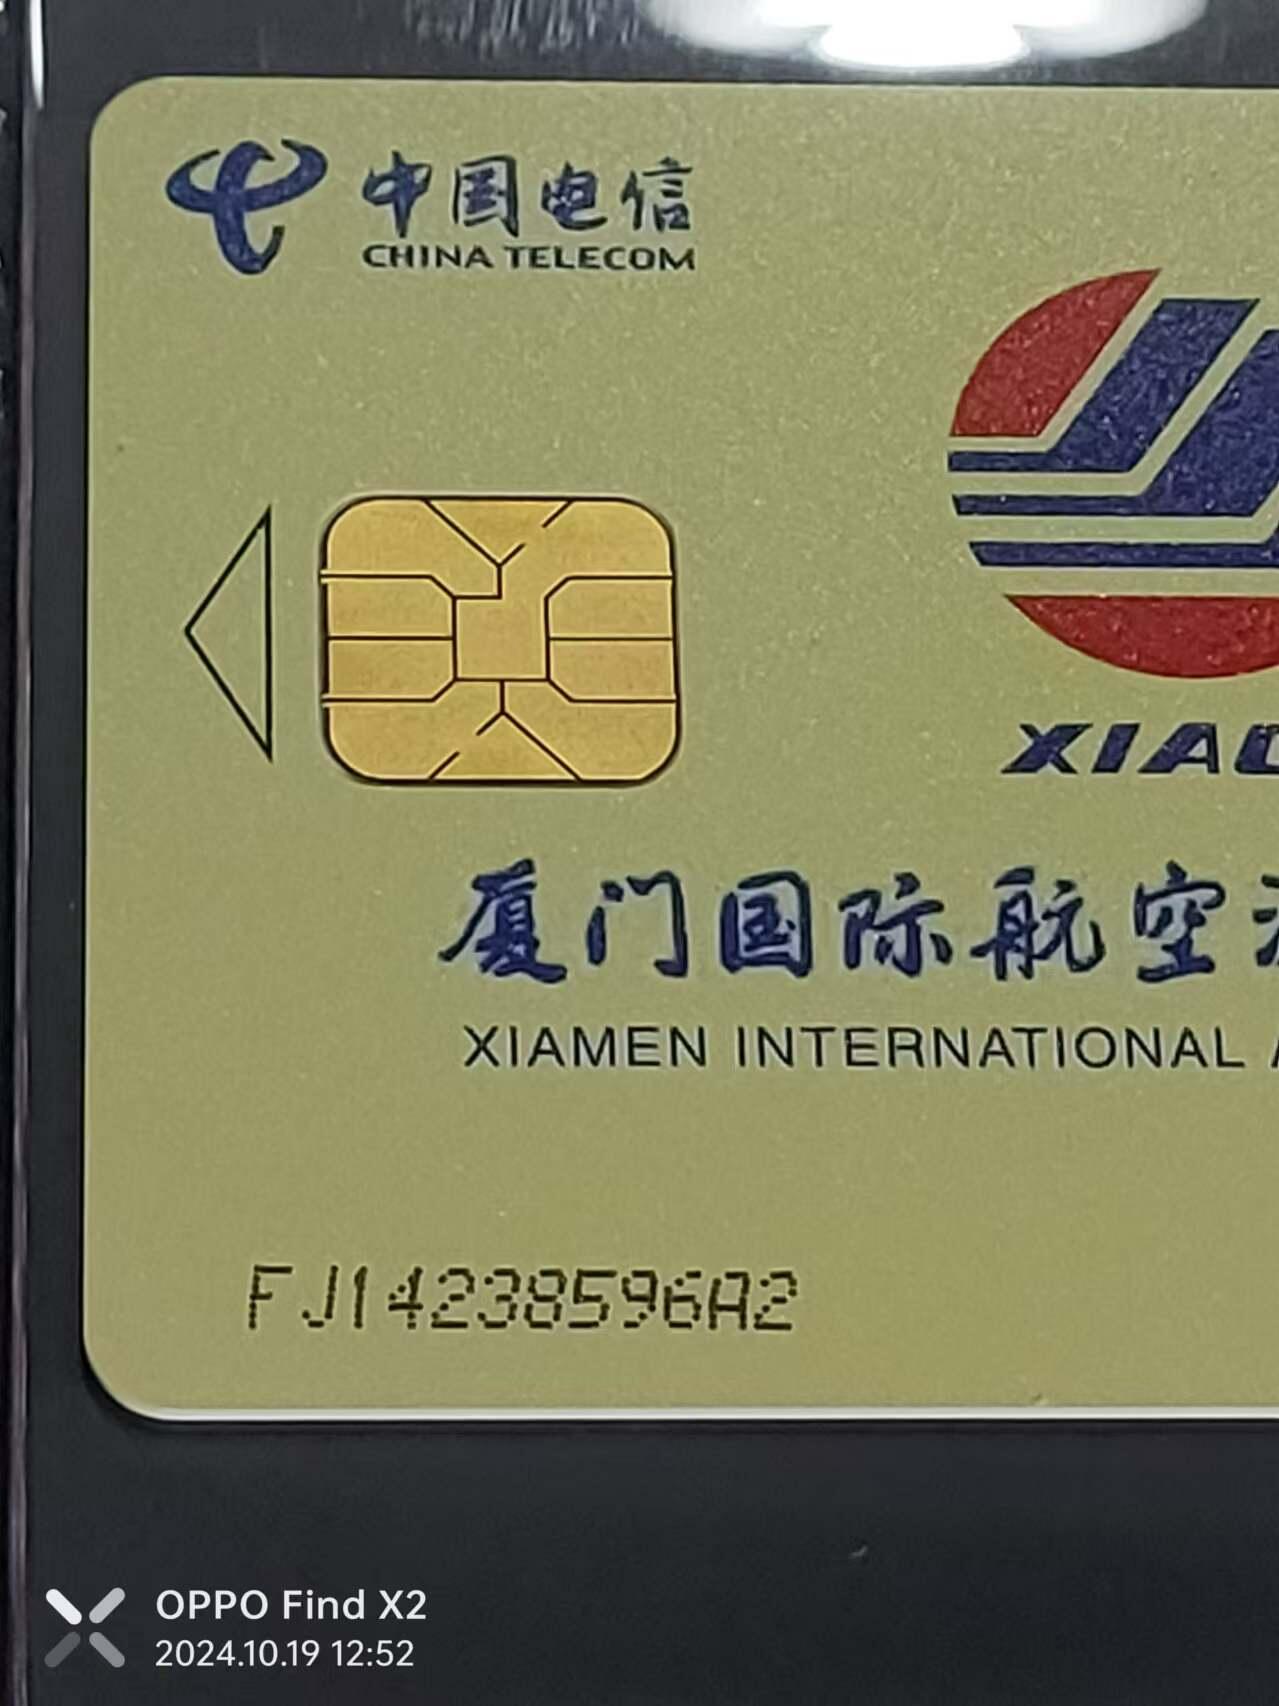 中国电信
CHINA TELECOM
厦门国际航空
XIAMEN INTERNATIONAL
FJ14238596A2
OPPO Find X2
2024.10.19 12:52